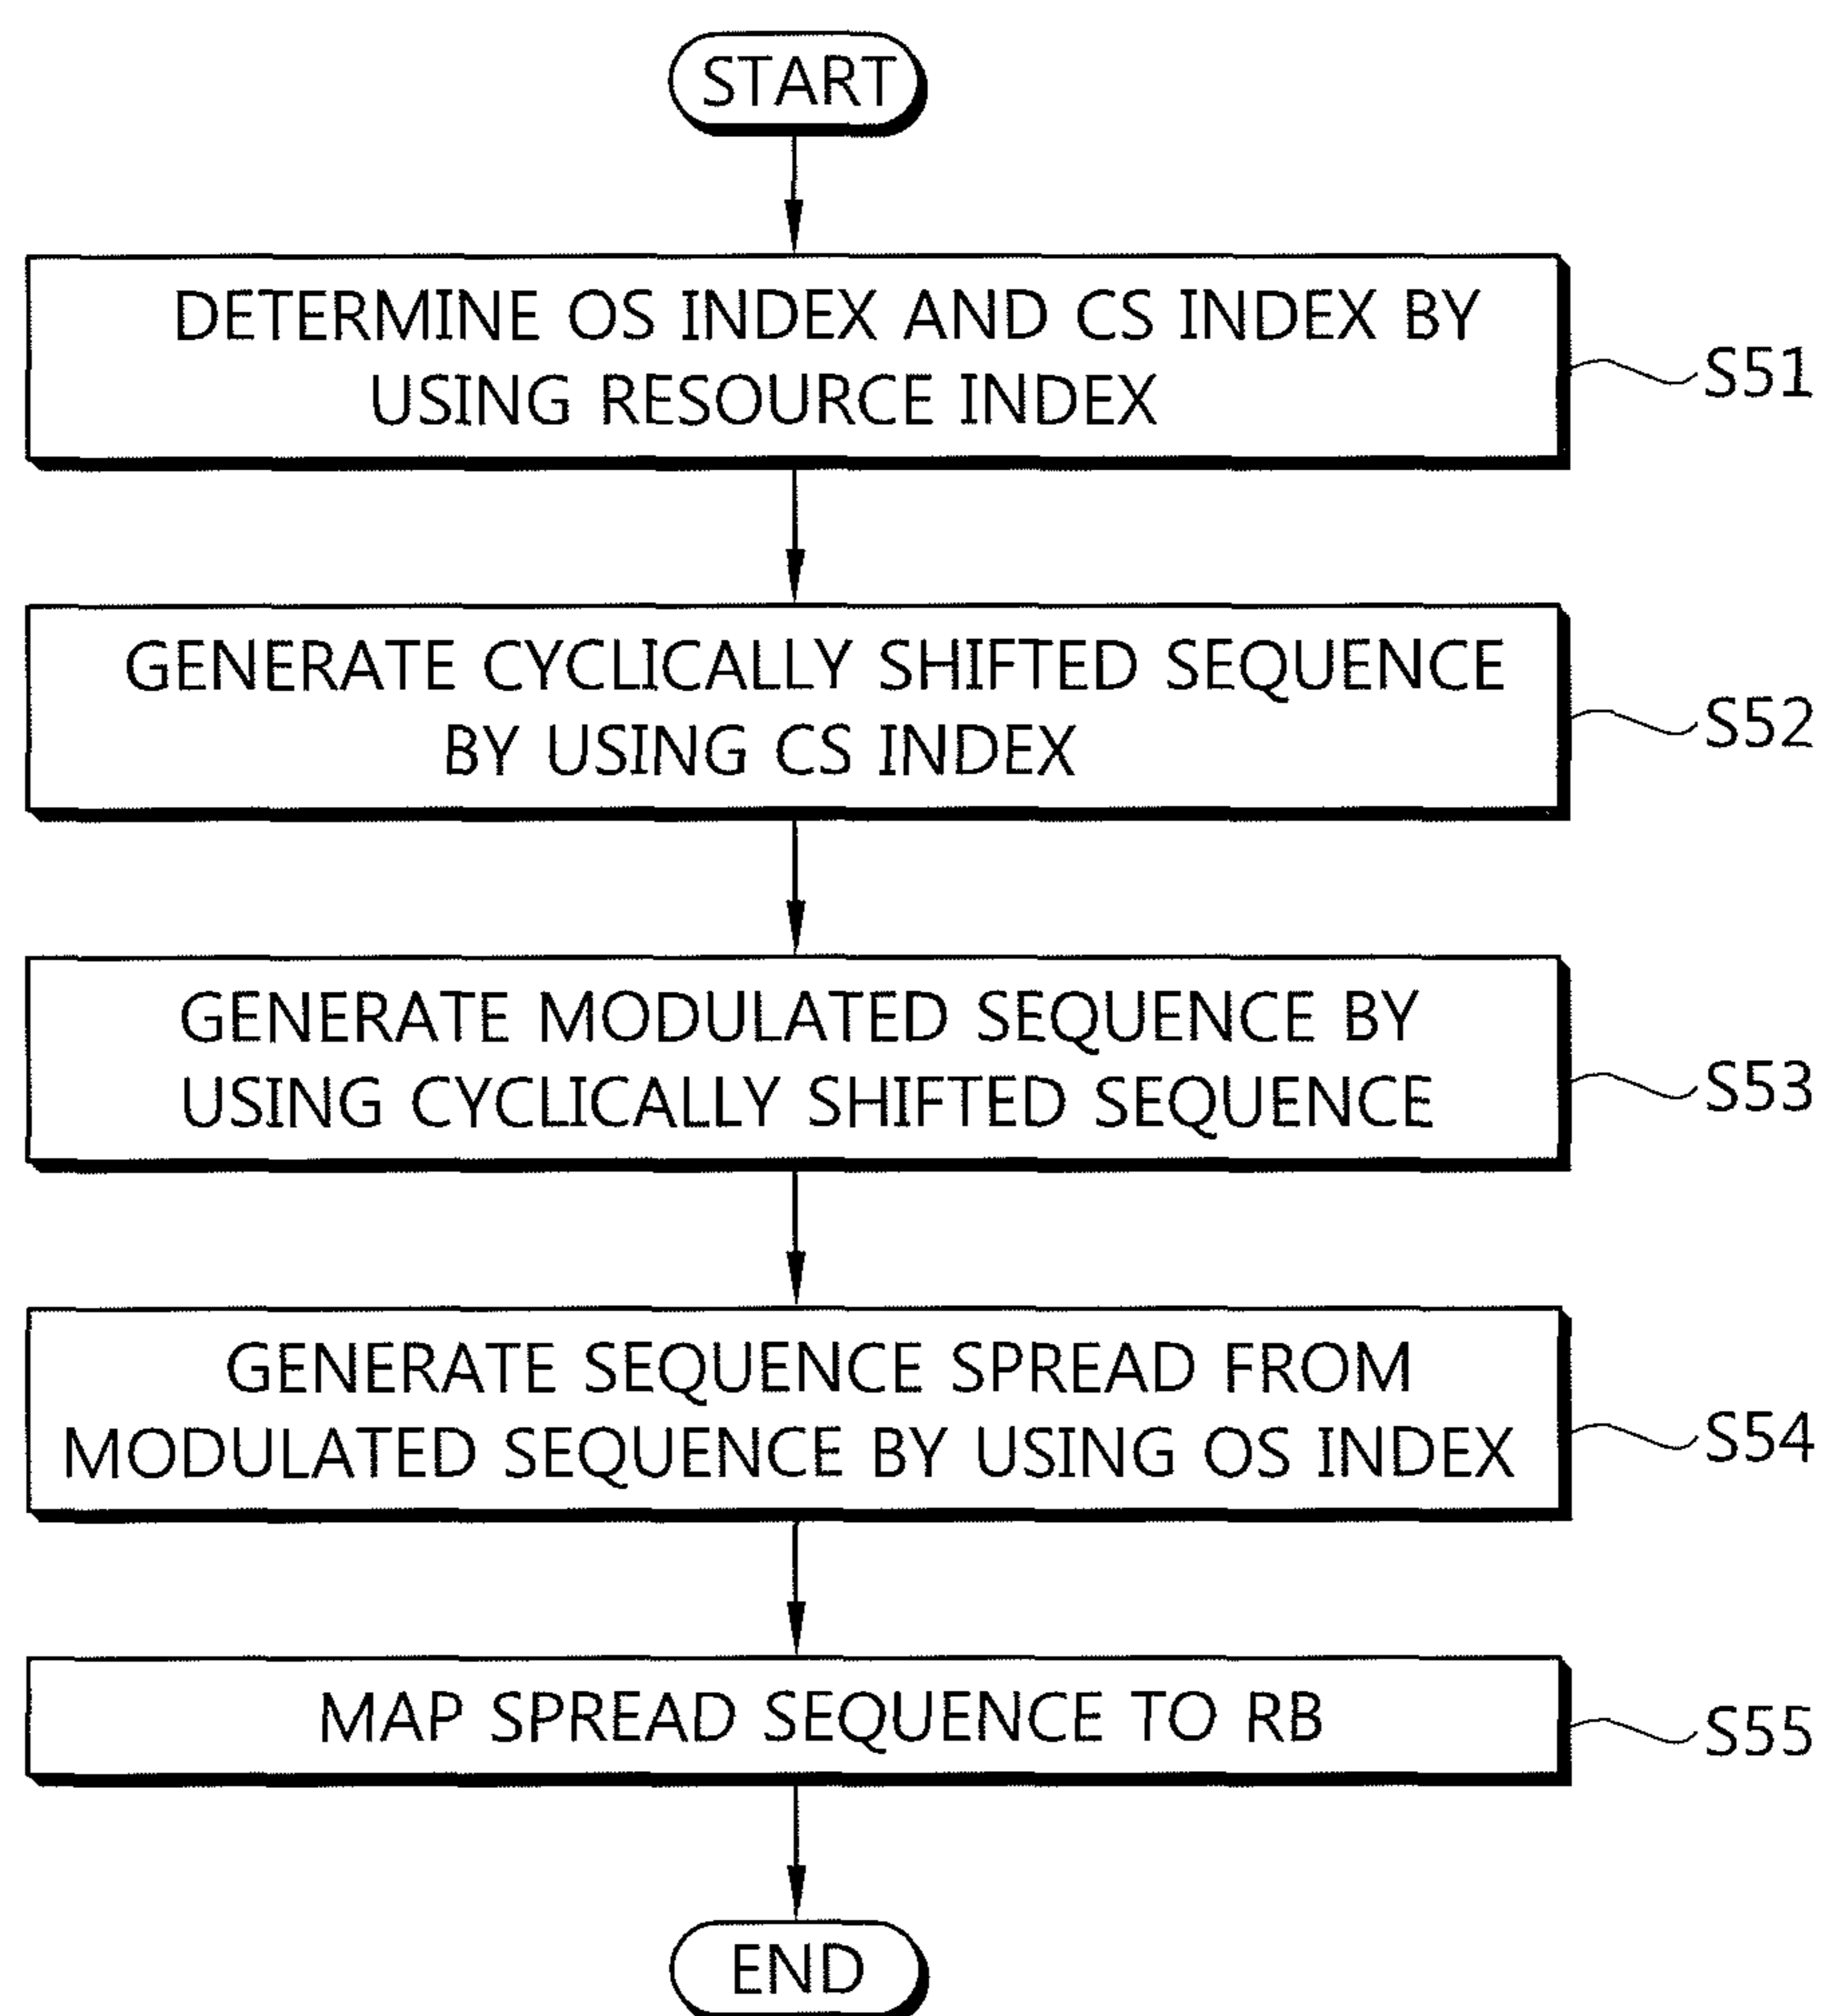 START
DETERMINE OS INDEX AND CS INDEX BY
USING RESOURCE INDEX
S51
GENERATE CYCLICALLY SHIFTED SEQUENCE
BY USING CS INDEX
S52
GENERATE MODULATED SEQUENCE BY
USING CYCLICALLY SHIFTED SEQUENCE
S53
GENERATE SEQUENCE SPREAD FROM
MODULATED SEQUENCE BY USING OS INDEX
S54
MAP SPREAD SEQUENCE TO RB
S55
END